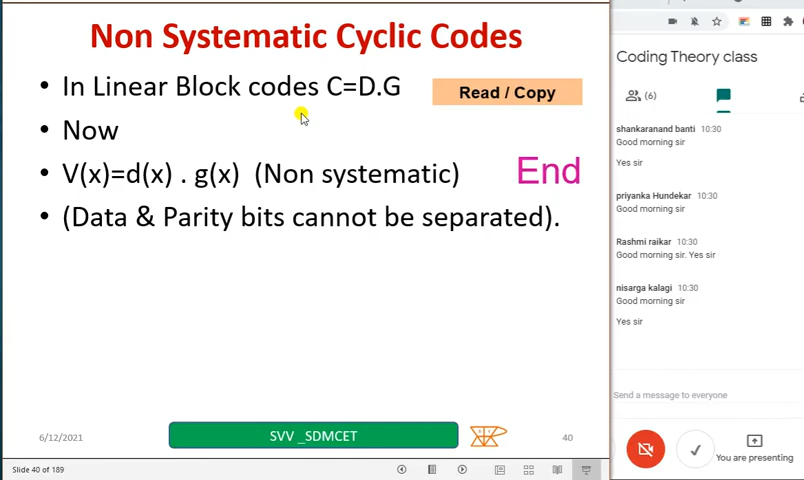 Non Systematic Cyclic Codes
• In Linear Block codes C=D.G
Read / Copy
• Now
• V(x)=d(x) . g(x) (Non systematic)
End
• (Data & Parity bits cannot be separated).
6/12/2021
SVV _SDMCET
40
Slide 40 of 189
Coding Theory class
(6)
shankaranand banti 10:30
Good morning sir
Yes sir
priyanka Hundekar 10:30
Good morning sir
Rashmi raikar 10:30
Good morning sir. Yes sir
nisarga kalagi 10:30
Good morning sir
Yes sir
Send a message to everyone
You are presenting